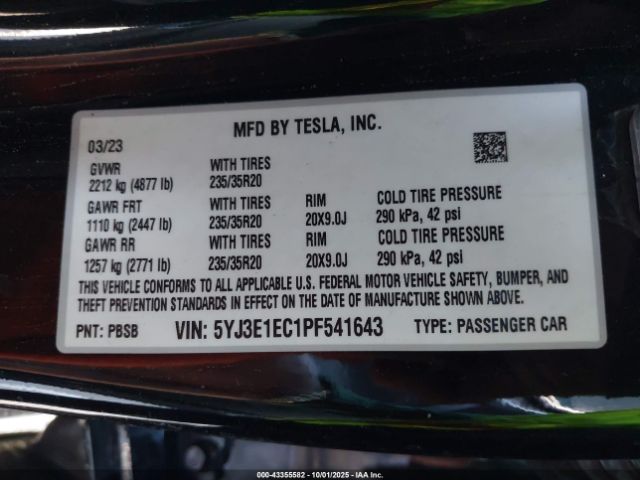 MFD BY TESLA, INC.
03/23
GVWR WITH TIRES
2212 kg (4877 lb) 235/35R20
GAWR FRT WITH TIRES RIM COLD TIRE PRESSURE
1110 kg (2447 lb) 235/35R20 20X9.0J 290 kPa, 42 psi
GAWR RR WITH TIRES RIM COLD TIRE PRESSURE
1257 kg (2771 lb) 235/35R20 20X9.0J 290 kPa, 42 psi
THIS VEHICLE CONFORMS TO ALL APPLICABLE U.S. FEDERAL MOTOR VEHICLE SAFETY, BUMPER, AND
THEFT PREVENTION STANDARDS IN EFFECT ON THE DATE OF MANUFACTURE SHOWN ABOVE.
PNT: PBSB VIN: 5YJ3E1EC1PF541643 TYPE: PASSENGER CAR
000-43355582 - 10/01/2025 - IAAI.COM